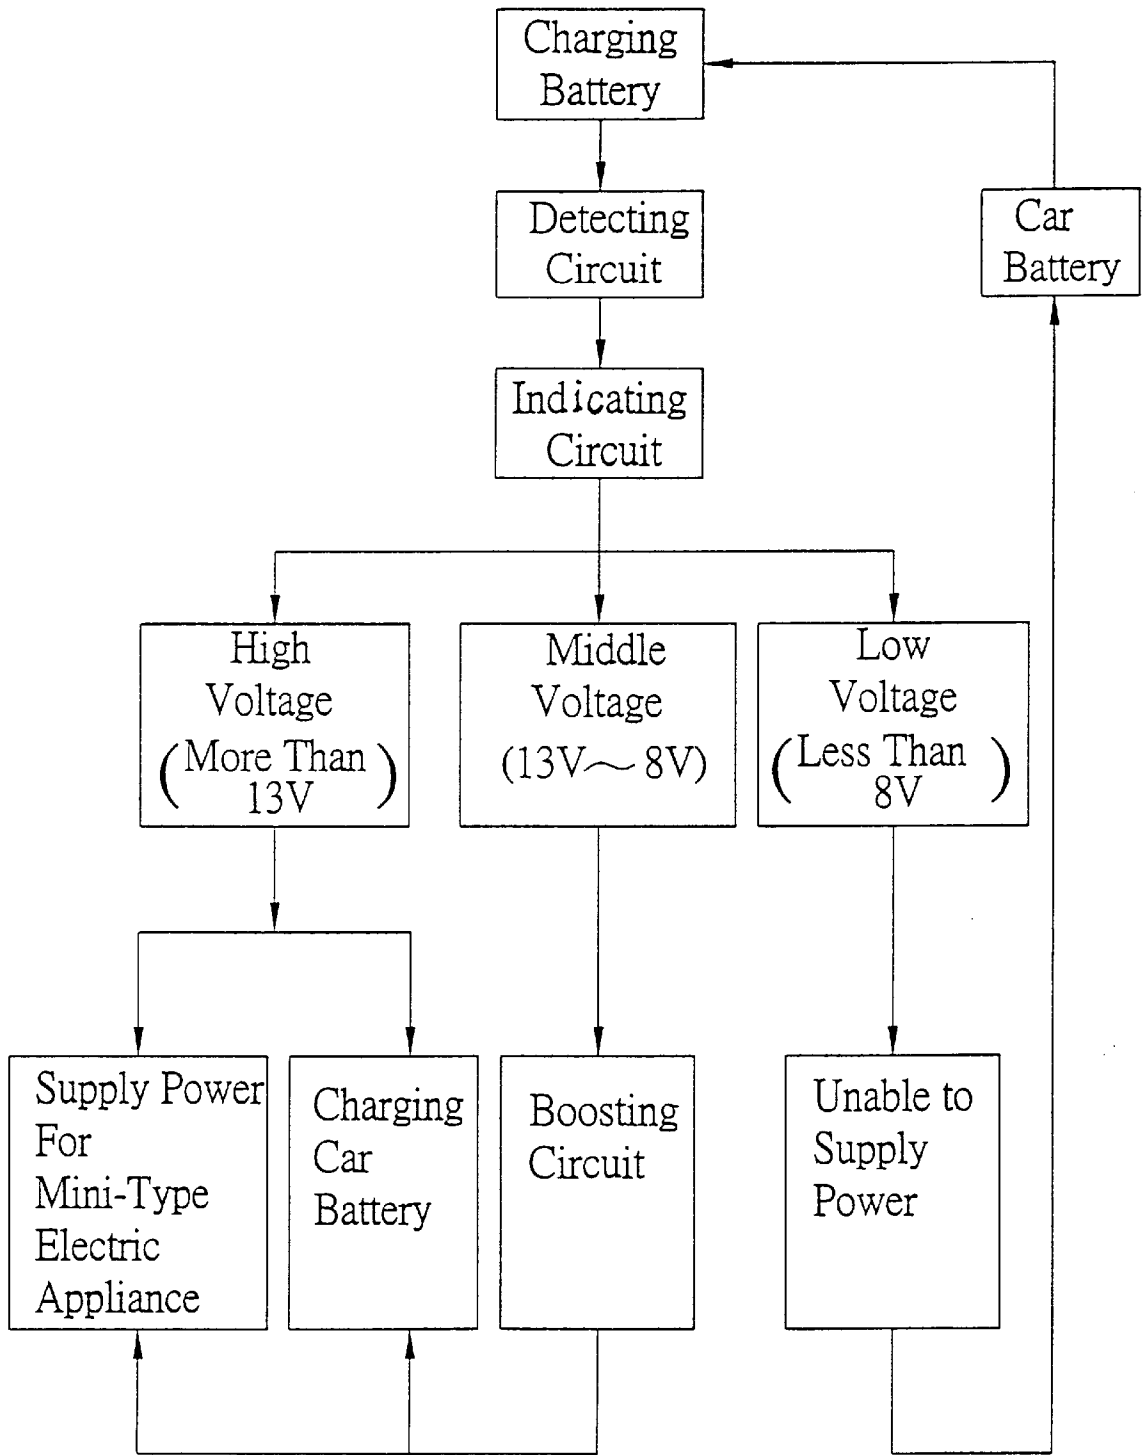 Charging
Battery
Detecting
Circuit
Car
Battery
Indicating
Circuit
High
Voltage
(More Than
13V)
Middle
Voltage
(13V～8V)
Low
Voltage
(Less Than
8V)
Supply Power
For
Mini-Type
Electric
Appliance
Charging
Car
Battery
Boosting
Circuit
Unable to
Supply
Power